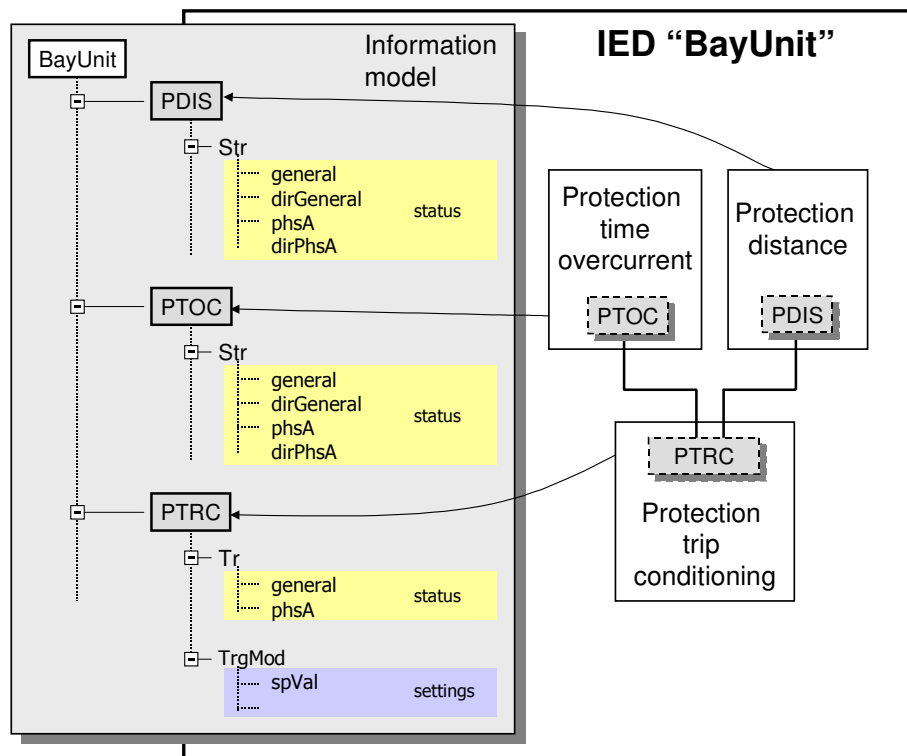 IED “BayUnit”
Information
model
BayUnit
PDIS
Str
general
dirGeneral
phsA
dirPhsA
status
PTOC
Str
general
dirGeneral
phsA
dirPhsA
status
PTRC
Tr
general
phsA
status
TrgMod
spVal
settings
Protection
time
overcurrent
PTOC
Protection
distance
PDIS
PTRC
Protection
trip
conditioning